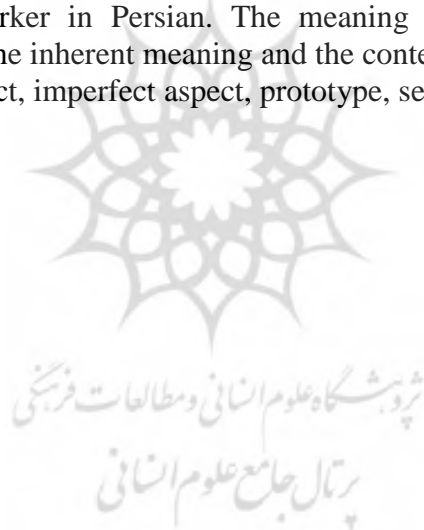 rker in Persian. The meaning
ne inherent meaning and the conte
ct, imperfect aspect, prototype, se
پژوهشگاه علوم انسانی و مطالعات فرهنگی
پرتال جامع علوم انسانی